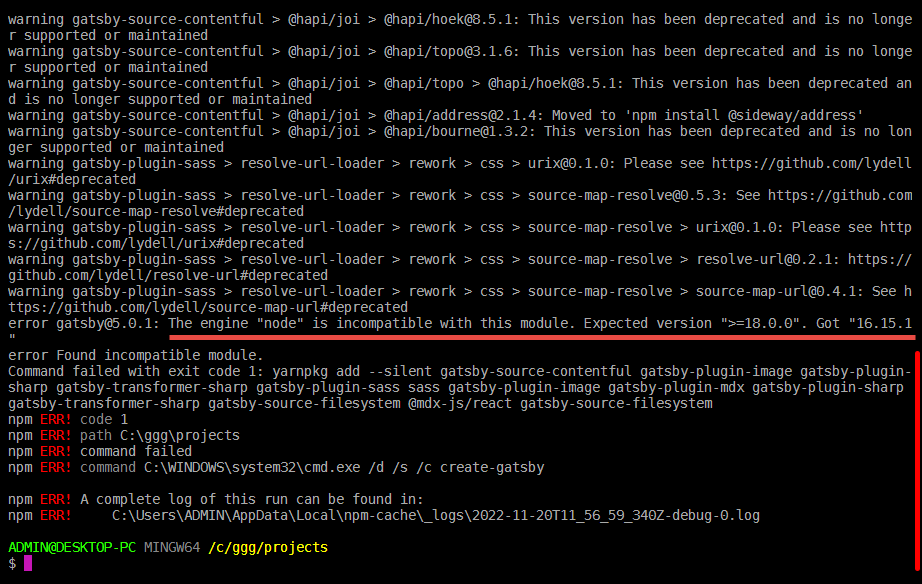 warning gatsby-source-contentful > @hapi/joi > @hapi/hoek@8.5.1: This version has been deprecated and is no longe
r supported or maintained
warning gatsby-source-contentful > @hapi/joi > @hapi/topo@3.1.6: This version has been deprecated and is no longe
r supported or maintained
warning gatsby-source-contentful > @hapi/joi > @hapi/topo > @hapi/hoek@8.5.1: This version has been deprecated an
d is no longer supported or maintained
warning gatsby-source-contentful > @hapi/joi > @hapi/address@2.1.4: Moved to 'npm install @sideway/address'
warning gatsby-source-contentful > @hapi/joi > @hapi/bourne@1.3.2: This version has been deprecated and is no lon
ger supported or maintained
warning gatsby-plugin-sass > resolve-url-loader > rework > css > urix@0.1.0: Please see https://github.com/lydell
/urix#deprecated
warning gatsby-plugin-sass > resolve-url-loader > rework > css > source-map-resolve@0.5.3: See https://github.com
/lydell/source-map-resolve#deprecated
warning gatsby-plugin-sass > resolve-url-loader > rework > css > source-map-resolve > urix@0.1.0: Please see http
s://github.com/lydell/urix#deprecated
warning gatsby-plugin-sass > resolve-url-loader > rework > css > source-map-resolve > resolve-url@0.2.1: https://
github.com/lydell/resolve-url#deprecated
warning gatsby-plugin-sass > resolve-url-loader > rework > css > source-map-resolve > source-map-url@0.4.1: See h
ttps://github.com/lydell/source-map-url#deprecated
error gatsby@5.0.1: The engine "node" is incompatible with this module. Expected version ">=18.0.0". Got "16.15.1
"
error Found incompatible module.
Command failed with exit code 1: yarnpkg add --silent gatsby-source-contentful gatsby-plugin-image gatsby-plugin-
sharp gatsby-transformer-sharp gatsby-plugin-sass sass gatsby-plugin-image gatsby-plugin-mdx gatsby-plugin-sharp
gatsby-transformer-sharp gatsby-source-filesystem @mdx-js/react gatsby-source-filesystem
npm ERR! code 1
npm ERR! path C:\ggg\projects
npm ERR! command failed
npm ERR! command C:\WINDOWS\system32\cmd.exe /d /s /c create-gatsby
npm ERR! A complete log of this run can be found in:
npm ERR!     C:\Users\ADMIN\AppData\Local\npm-cache\_logs\2022-11-20T11_56_59_340Z-debug-0.log
ADMIN@DESKTOP-PC MINGW64 /c/ggg/projects
$